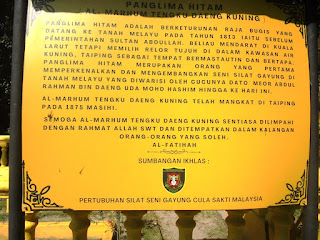 PANGLIMA HITAM
AL-MARHUM TENGKU DAENG KUNING :
PANGLIMA HITAM ADALAH BERKETURUNAN RAJA BUGIS YANG
DATANG KE TANAH MELAYU PADA TAHUN 1813 IAITU SEBELUM
PEMERINTAHAN SULTAN ABDULLAH. BELIAU MENDARAT DI KUALA
LARUT TETAPI MEMILIH RELOR TUJUH DI DALAM KAWASAN AIR
KUNING, TAIPING SEBAGAI TEMPAT BERMASTAUTIN DAN BERTAPA.
PANGLIMA HITAM MERUPAKAN ORANG YANG PERTAMA
MEMPERKENALKAN DAN MENGEMBANGKAN SENI SILAT GAYUNG DI
TANAH MELAYU YANG DIWARISI OLEH CUCUNDA DATO MEOR ABDUL
RAHMAN BIN DAENG UDA MOHD HASHIM HINGGA KE HARI INI.
AL-MARHUM TENGKU DAENG KUNING TELAH MANGKAT DI TAIPING
PADA 1875 MASIHI.
SEMOGA AL-MARHUM TENGKU DAENG KUNING SENTIASA DILIMPAHI
DENGAN RAHMAT ALLAH SWT DAN DITEMPATKAN DALAM KALANGAN
ORANG-ORANG YANG SOLEH.
AL-FATIHAH
SUMBANGAN IKHLAS :
PERTUBUHAN SILAT SENI GAYUNG CULA SAKTI MALAYSIA